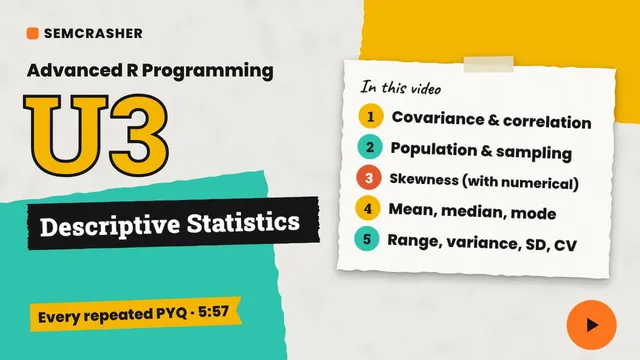 SEMCRASHER
Advanced R Programming
U3
Descriptive Statistics
Every repeated PYQ · 5:57
In this video
1 Covariance & correlation
2 Population & sampling
3 Skewness (with numerical)
4 Mean, median, mode
5 Range, variance, SD, CV